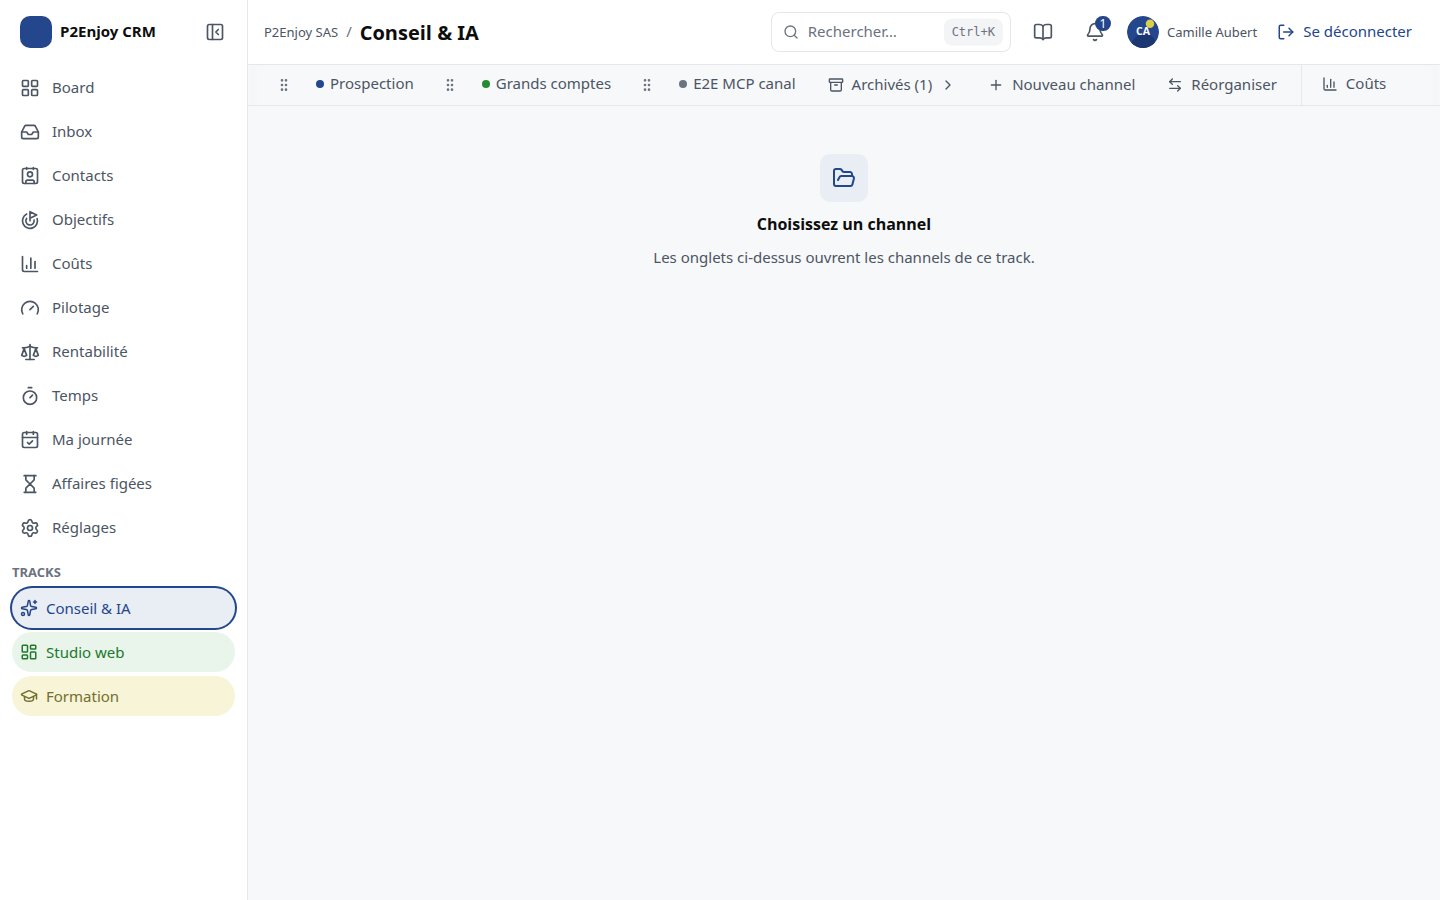 P2Enjoy CRM
Board
Inbox
Contacts
Objectifs
Coûts
Pilotage
Rentabilité
Temps
Ma journée
Affaires figées
Réglages
TRACKS
Conseil & IA
Studio web
Formation
P2Enjoy SAS / Conseil & IA
Rechercher... Ctrl+K
1
CA Camille Aubert
Se déconnecter
Prospection
Grands comptes
E2E MCP canal
Archivés (1)
Nouveau channel
Réorganiser
Coûts
Choisissez un channel
Les onglets ci-dessus ouvrent les channels de ce track.